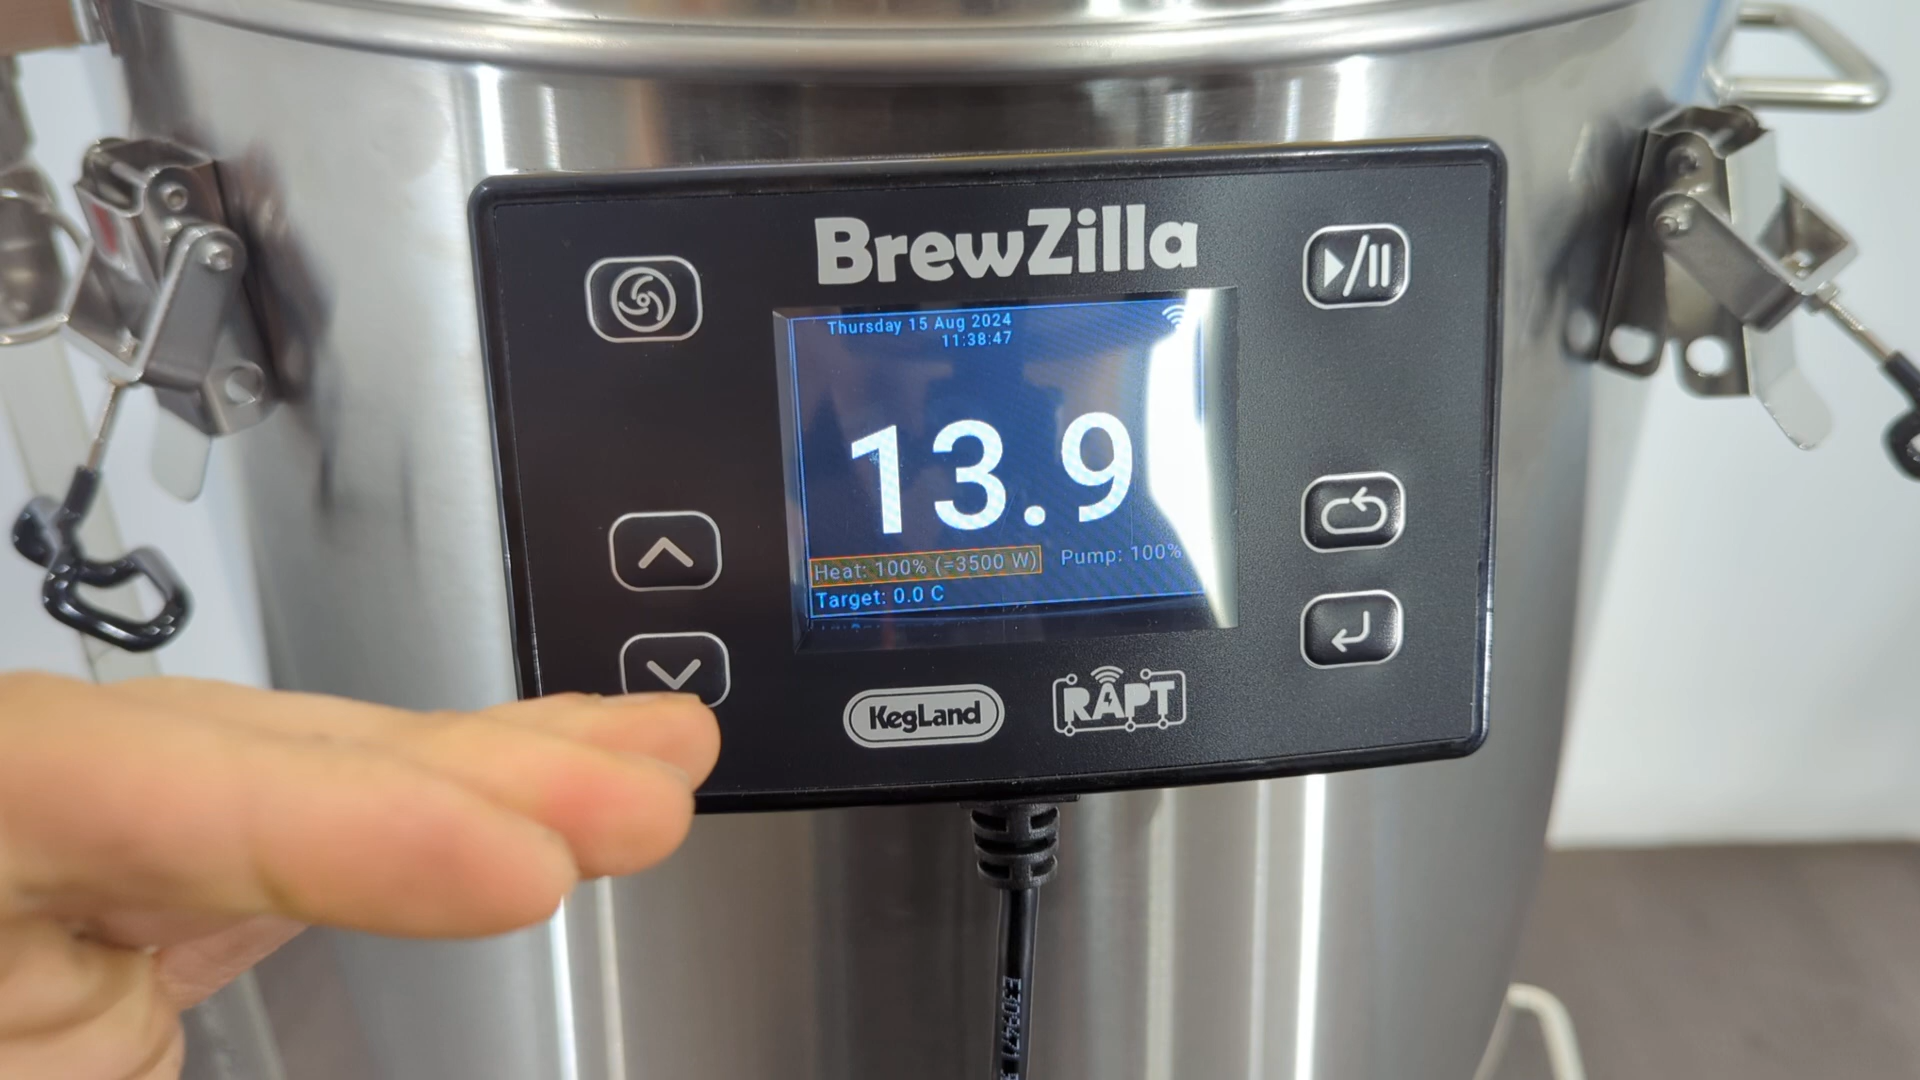 BrewZilla
Thursday 15 Aug 2024
11:38:47
13.9
Heat: 100% (=3500 W) Pump: 100%
Target: 0.0 C
KegLand
RAPT